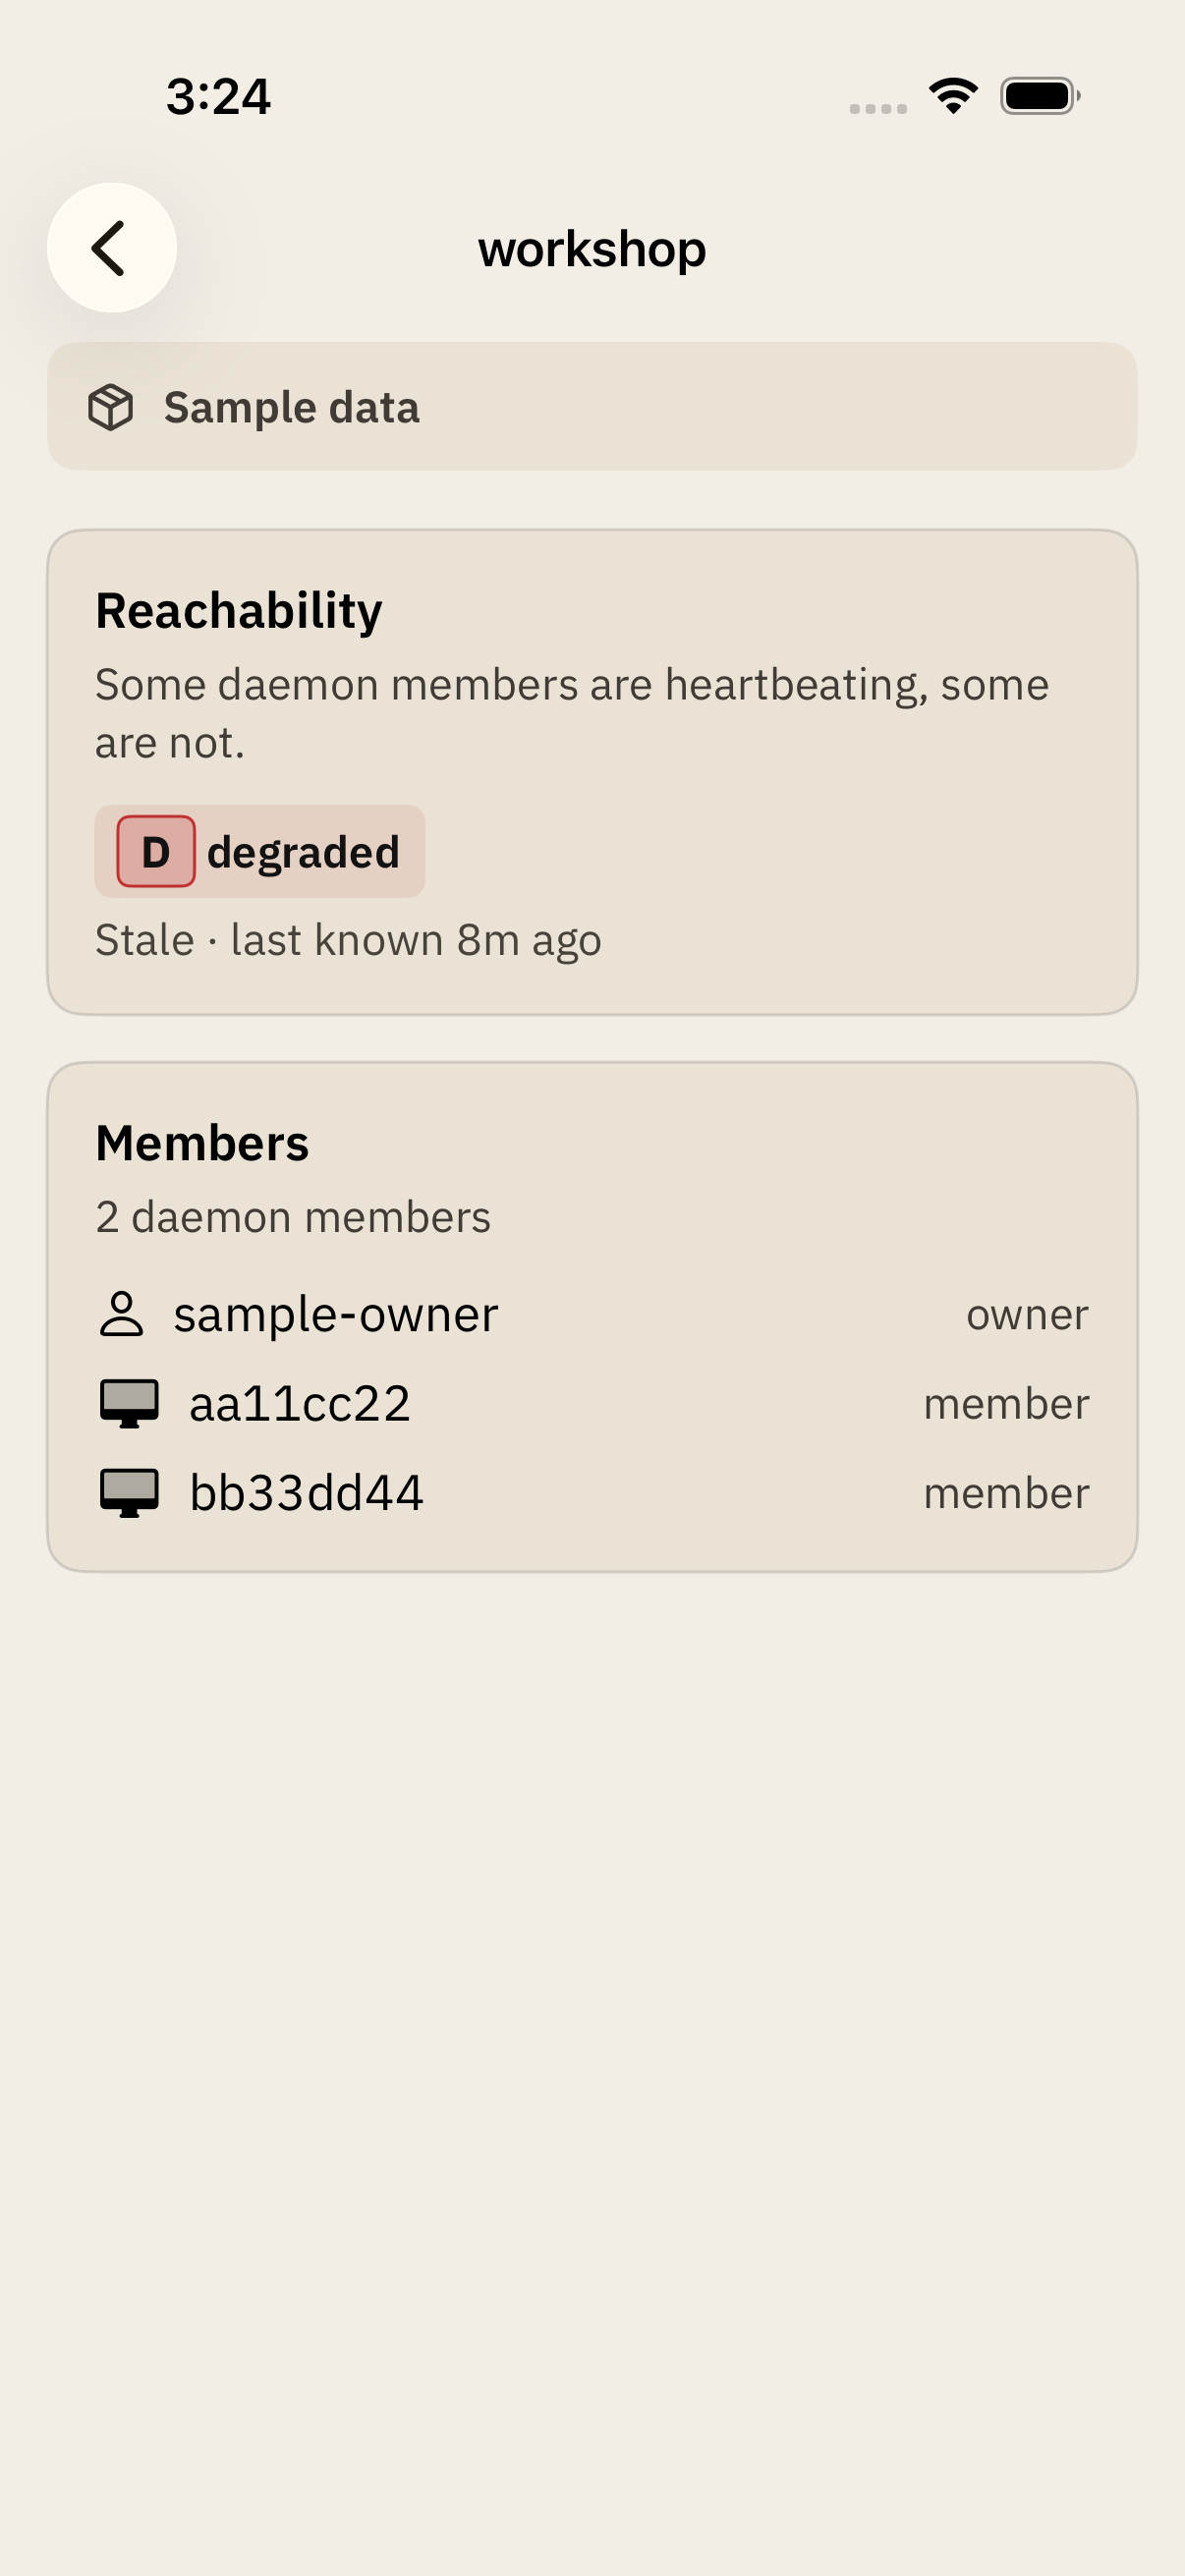 3:24
workshop
Sample data
Reachability
Some daemon members are heartbeating, some
are not.
D degraded
Stale · last known 8m ago
Members
2 daemon members
sample-owner owner
aa11cc22 member
bb33dd44 member